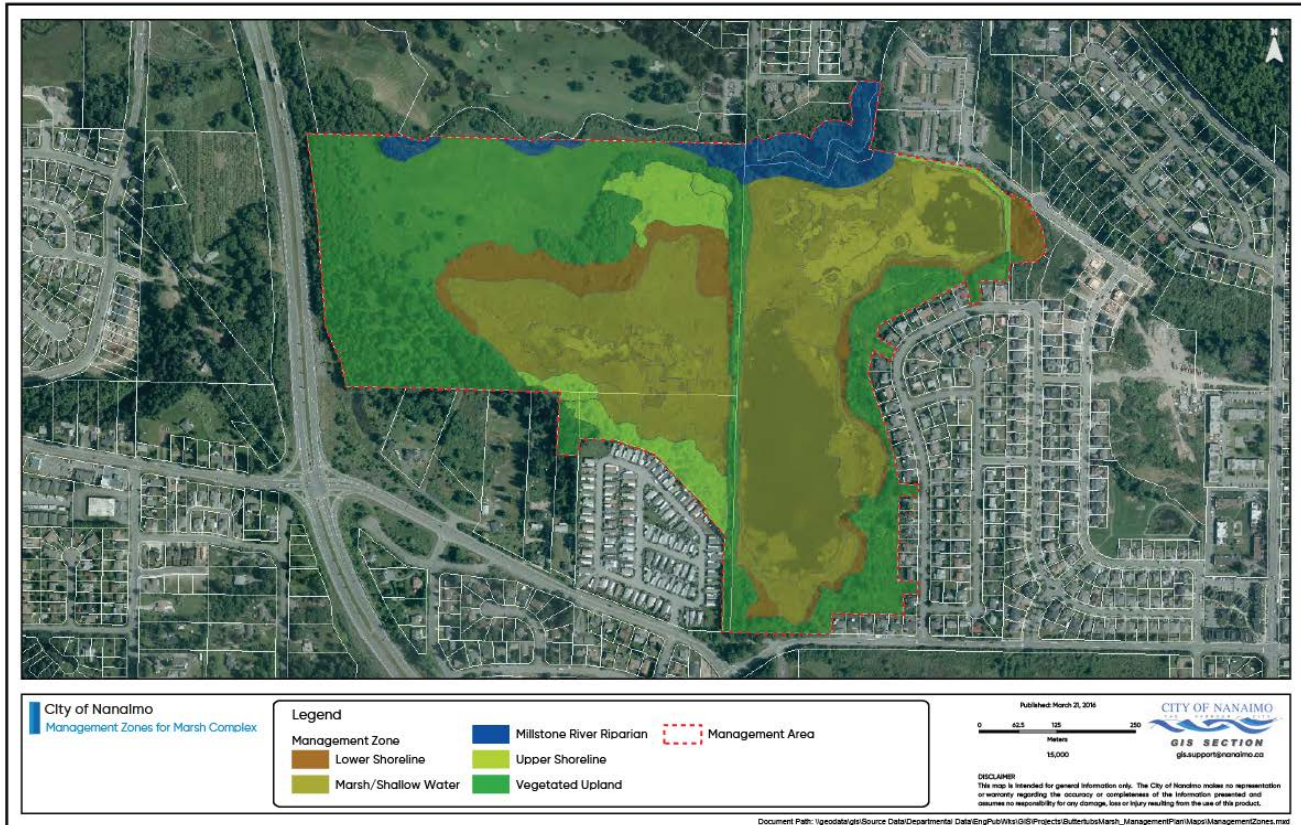 N
City of Nanaimo
Management Zones for Marsh Complex
Legend
Management Zone
Lower Shoreline
Marsh/Shallow Water
Millstone River Riparian
Upper Shoreline
Vegetated Upland
Management Area
Published: March 21, 2016
0 62.5 125 250
Meters
1:5,000
CITY OF NANAIMO
THE HARBOUR CITY
GIS SECTION
gis.support@nanaimo.ca
DISCLAIMER
This map is intended for general information only. The City of Nanaimo makes no representation
or warranty regarding the accuracy or completeness of the information presented and
assumes no responsibility for any damage, loss or injury resulting from the use of this product.
Document Path: \\geodata\gis\Source Data\Departmental Data\EngPubWks\GIS\Projects\ButtertubsMarsh_ManagementPlan\Maps\ManagementZones.mxd